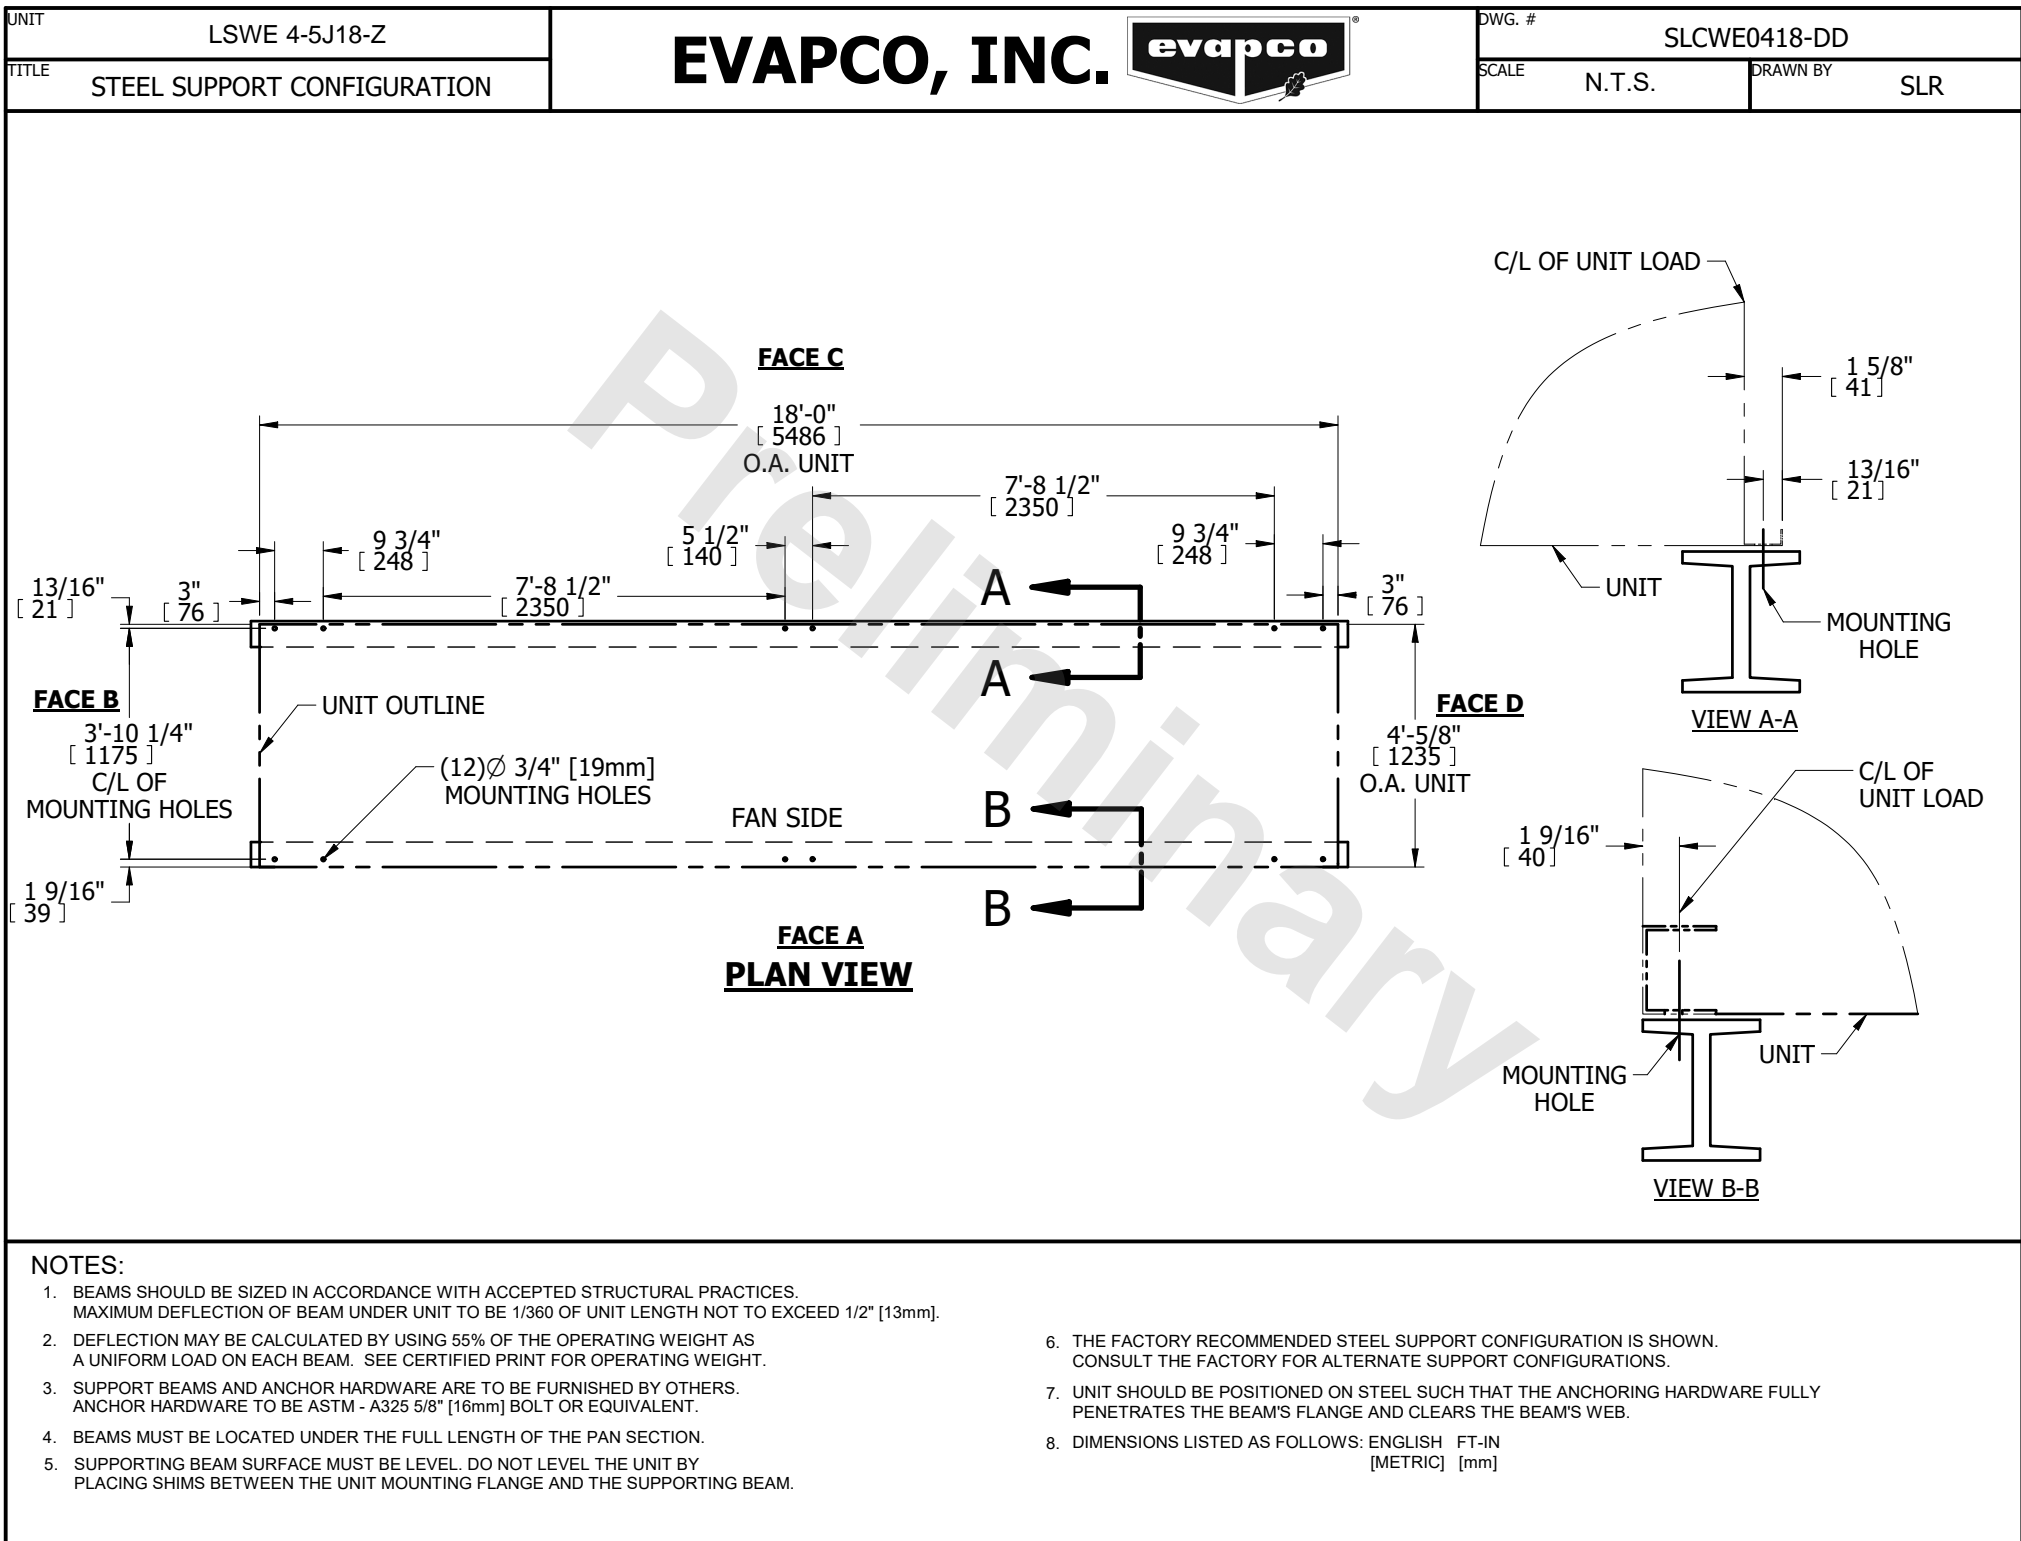 UNIT
LSWE 4-5J18-Z
TITLE
STEEL SUPPORT CONFIGURATION
EVAPCO, INC.
evapco
®
DWG. #
SLCWE0418-DD
SCALE
N.T.S.
DRAWN BY
SLR
FACE C
18'-0"
[ 5486 ]
O.A. UNIT
7'-8 1/2"
[ 2350 ]
9 3/4"
[ 248 ]
5 1/2"
[ 140 ]
9 3/4"
[ 248 ]
13/16"
[ 21 ]
3"
[ 76 ]
7'-8 1/2"
[ 2350 ]
3"
[ 76 ]
A
A
FACE B
3'-10 1/4"
[ 1175 ]
C/L OF
MOUNTING HOLES
UNIT OUTLINE
(12)Ø 3/4" [19mm]
MOUNTING HOLES
FAN SIDE
B
B
FACE D
4'-5/8"
[ 1235 ]
O.A. UNIT
1 9/16"
[ 39 ]
FACE A
PLAN VIEW
Preliminary
C/L OF UNIT LOAD
1 5/8"
[ 41 ]
13/16"
[ 21 ]
UNIT
MOUNTING
HOLE
VIEW A-A
C/L OF
UNIT LOAD
1 9/16"
[ 40 ]
UNIT
MOUNTING
HOLE
VIEW B-B
NOTES:
1. BEAMS SHOULD BE SIZED IN ACCORDANCE WITH ACCEPTED STRUCTURAL PRACTICES.
MAXIMUM DEFLECTION OF BEAM UNDER UNIT TO BE 1/360 OF UNIT LENGTH NOT TO EXCEED 1/2" [13mm].
2. DEFLECTION MAY BE CALCULATED BY USING 55% OF THE OPERATING WEIGHT AS
A UNIFORM LOAD ON EACH BEAM. SEE CERTIFIED PRINT FOR OPERATING WEIGHT.
3. SUPPORT BEAMS AND ANCHOR HARDWARE ARE TO BE FURNISHED BY OTHERS.
ANCHOR HARDWARE TO BE ASTM - A325 5/8" [16mm] BOLT OR EQUIVALENT.
4. BEAMS MUST BE LOCATED UNDER THE FULL LENGTH OF THE PAN SECTION.
5. SUPPORTING BEAM SURFACE MUST BE LEVEL. DO NOT LEVEL THE UNIT BY
PLACING SHIMS BETWEEN THE UNIT MOUNTING FLANGE AND THE SUPPORTING BEAM.
6. THE FACTORY RECOMMENDED STEEL SUPPORT CONFIGURATION IS SHOWN.
CONSULT THE FACTORY FOR ALTERNATE SUPPORT CONFIGURATIONS.
7. UNIT SHOULD BE POSITIONED ON STEEL SUCH THAT THE ANCHORING HARDWARE FULLY
PENETRATES THE BEAM'S FLANGE AND CLEARS THE BEAM'S WEB.
8. DIMENSIONS LISTED AS FOLLOWS: ENGLISH FT-IN
[METRIC] [mm]